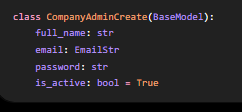 class CompanyAdminCreate(BaseModel):
    full_name: str
    email: EmailStr
    password: str
    is_active: bool = True